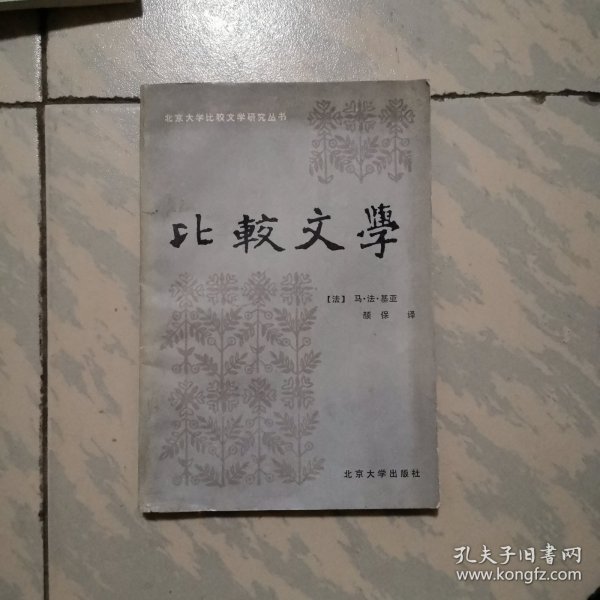 北京大学比较文学研究丛书
比較文學
【法】 马·法·基亚
颜保 译
北京大学出版社
孔夫子旧书网
www.kongfz.com